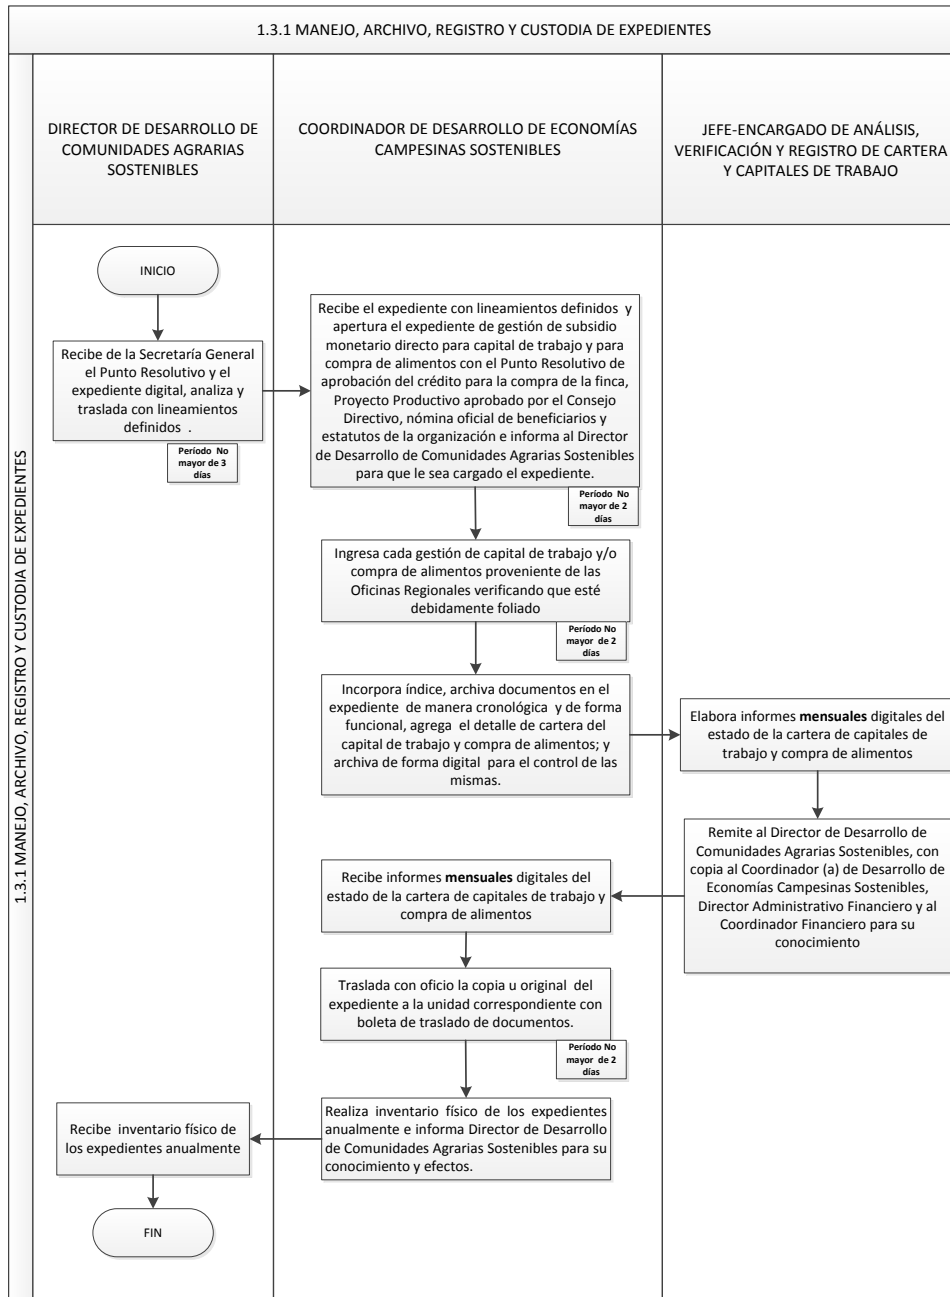 1.3.1 MANEJO, ARCHIVO, REGISTRO Y CUSTODIA DE EXPEDIENTES
1.3.1 MANEJO, ARCHIVO, REGISTRO Y CUSTODIA DE EXPEDIENTES
DIRECTOR DE DESARROLLO DE
COMUNIDADES AGRARIAS
SOSTENIBLES
COORDINADOR DE DESARROLLO DE ECONOMÍAS
CAMPESINAS SOSTENIBLES
JEFE-ENCARGADO DE ANÁLISIS,
VERIFICACIÓN Y REGISTRO DE CARTERA
Y CAPITALES DE TRABAJO
INICIO
Recibe de la Secretaría General
el Punto Resolutivo y el
expediente digital, analiza y
traslada con lineamientos
definidos .
Período No
mayor de 3
días
Recibe el expediente con lineamientos definidos y
apertura el expediente de gestión de subsidio
monetario directo para capital de trabajo y para
compra de alimentos con el Punto Resolutivo de
aprobación del crédito para la compra de la finca,
Proyecto Productivo aprobado por el Consejo
Directivo, nómina oficial de beneficiarios y
estatutos de la organización e informa al Director
de Desarrollo de Comunidades Agrarias Sostenibles
para que le sea cargado el expediente.
Período No
mayor de 2
días
Ingresa cada gestión de capital de trabajo y/o
compra de alimentos proveniente de las
Oficinas Regionales verificando que esté
debidamente foliado
Período No
mayor de 2
días
Incorpora índice, archiva documentos en el
expediente de manera cronológica y de forma
funcional, agrega el detalle de cartera del
capital de trabajo y compra de alimentos; y
archiva de forma digital para el control de las
mismas.
Elabora informes mensuales digitales del
estado de la cartera de capitales de
trabajo y compra de alimentos
Remite al Director de Desarrollo de
Comunidades Agrarias Sostenibles, con
copia al Coordinador (a) de Desarrollo de
Economías Campesinas Sostenibles,
Director Administrativo Financiero y al
Coordinador Financiero para su
conocimiento
Recibe informes mensuales digitales del
estado de la cartera de capitales de trabajo y
compra de alimentos
Traslada con oficio la copia u original del
expediente a la unidad correspondiente con
boleta de traslado de documentos.
Período No
mayor de 2
días
Realiza inventario físico de los expedientes
anualmente e informa Director de Desarrollo
de Comunidades Agrarias Sostenibles para su
conocimiento y efectos.
Recibe inventario físico de
los expedientes anualmente
FIN